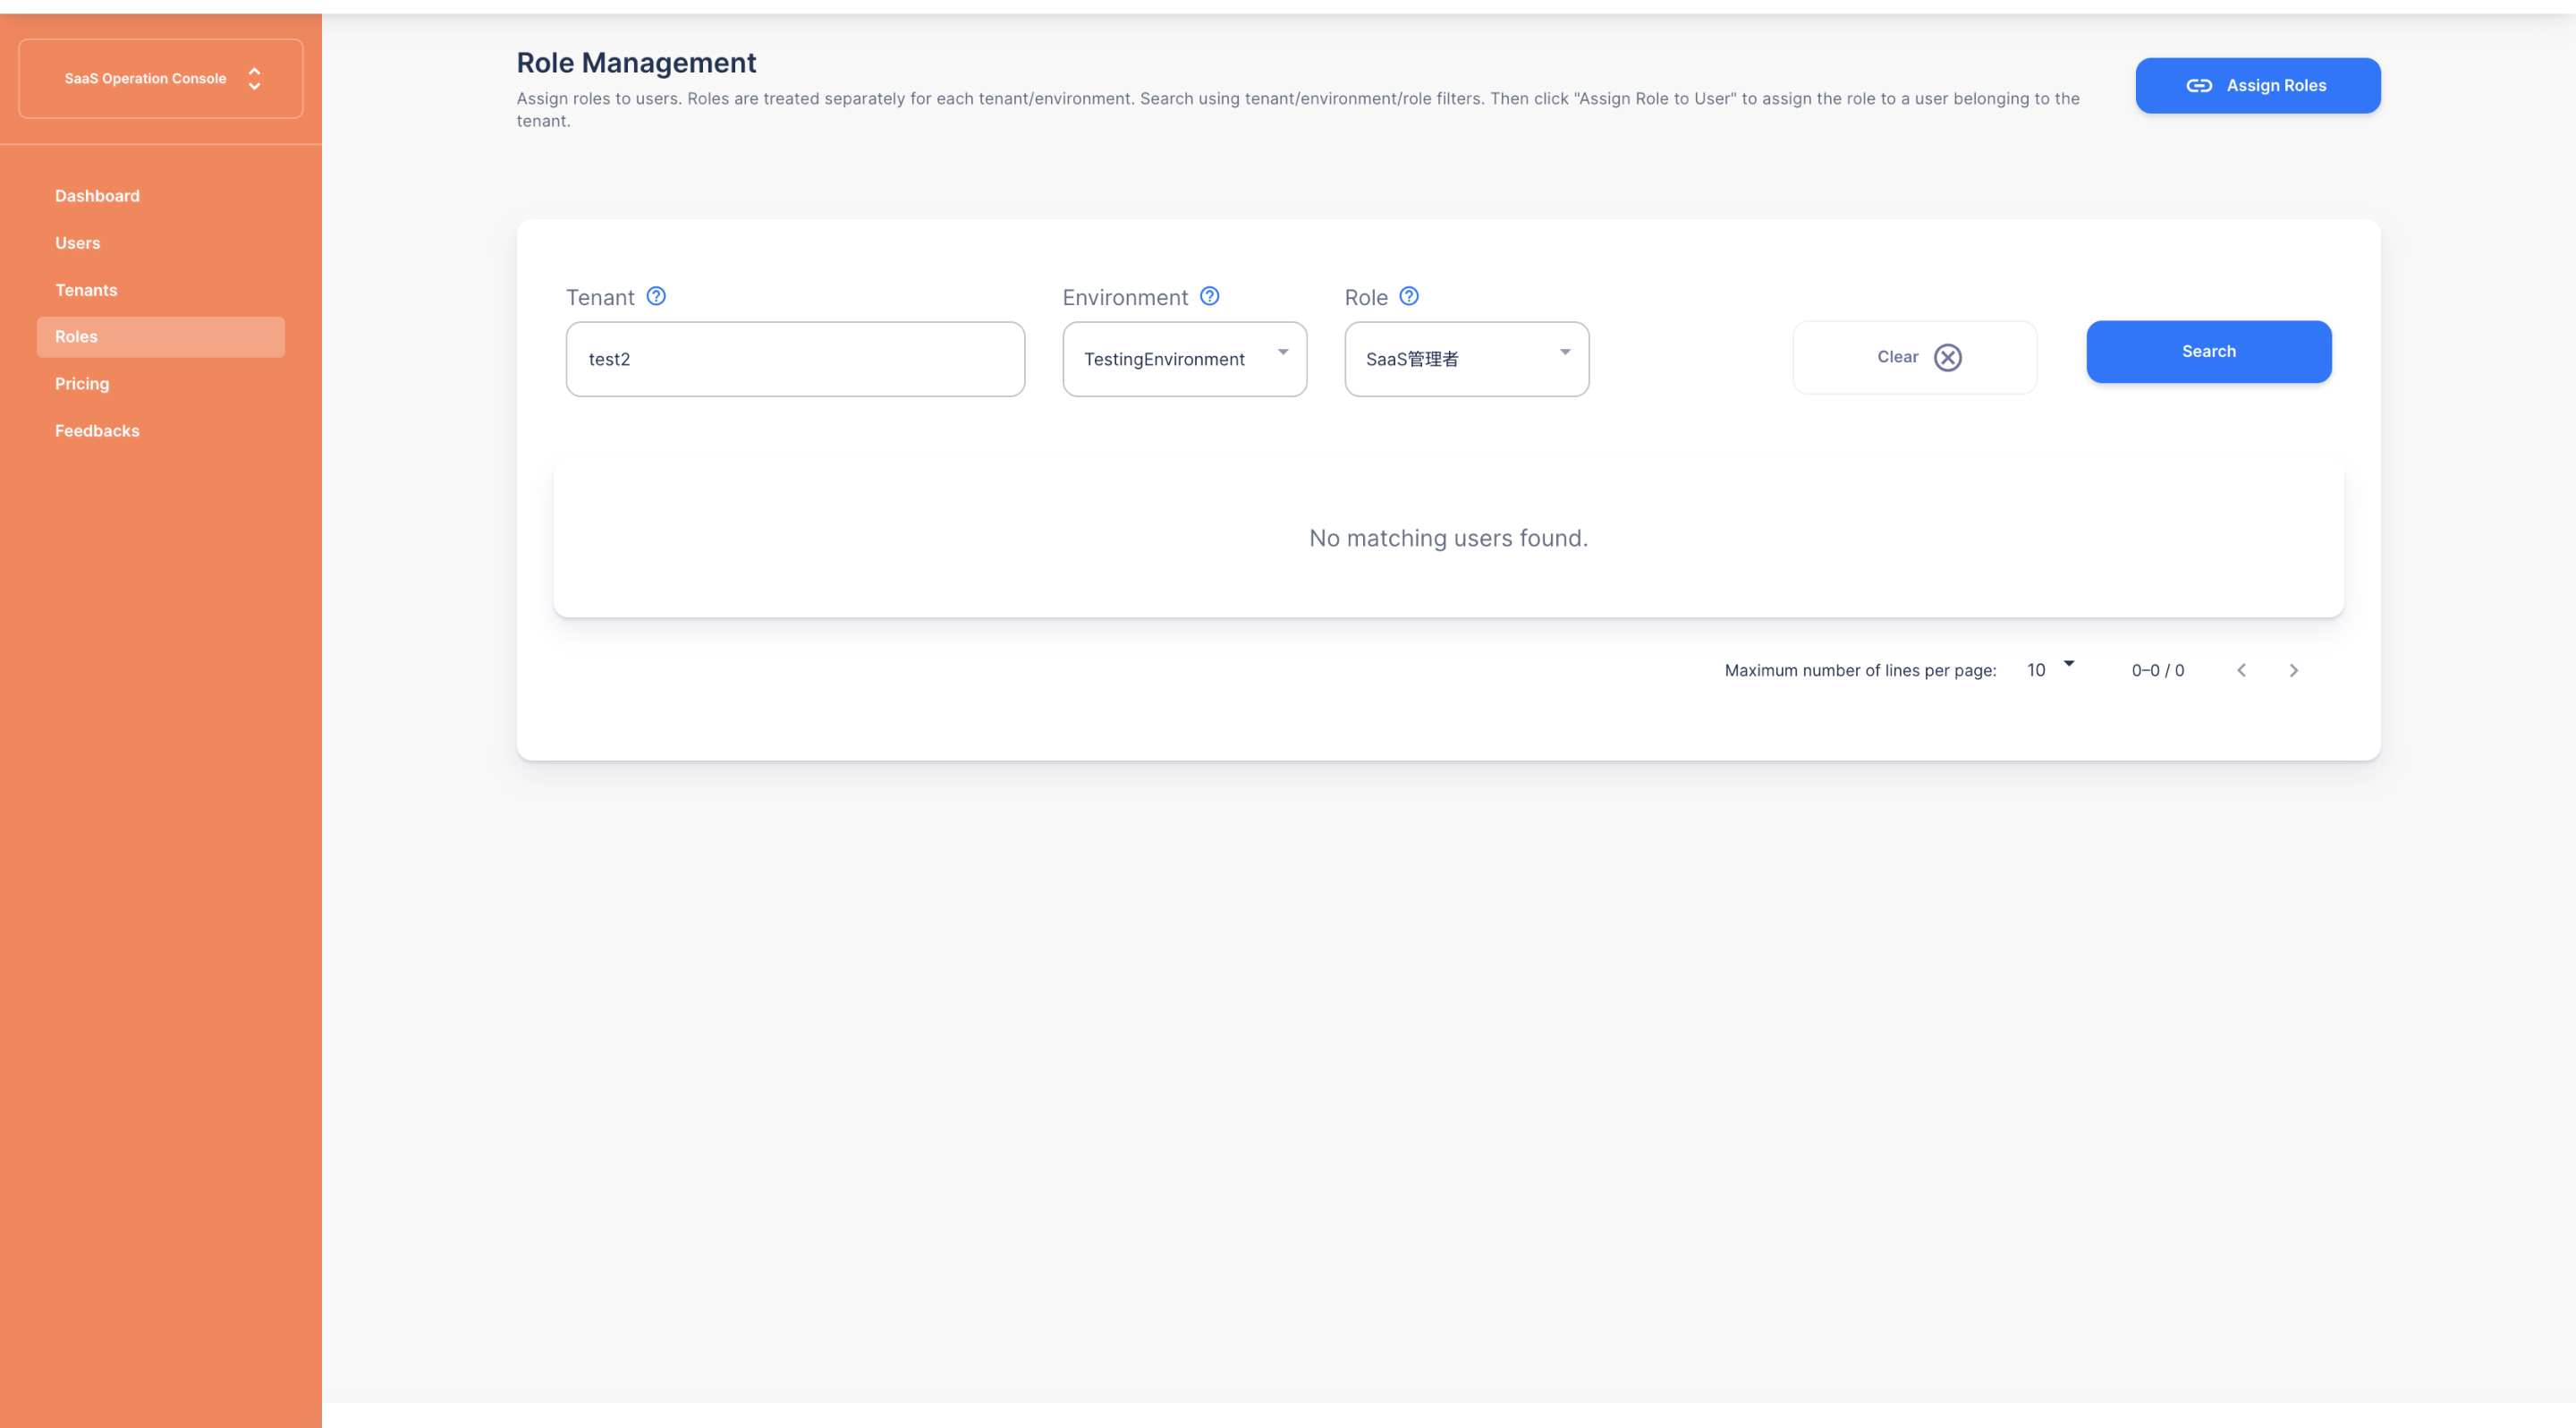 SaaS Operation Console
Dashboard
Users
Tenants
Roles
Pricing
Feedbacks
Role Management
Assign roles to users. Roles are treated separately for each tenant/environment. Search using tenant/environment/role filters. Then click "Assign Role to User" to assign the role to a user belonging to the
tenant.
Assign Roles
Tenant
Environment
Role
test2
TestingEnvironment
SaaS管理者
Clear
Search
No matching users found.
Maximum number of lines per page: 10 0–0 / 0